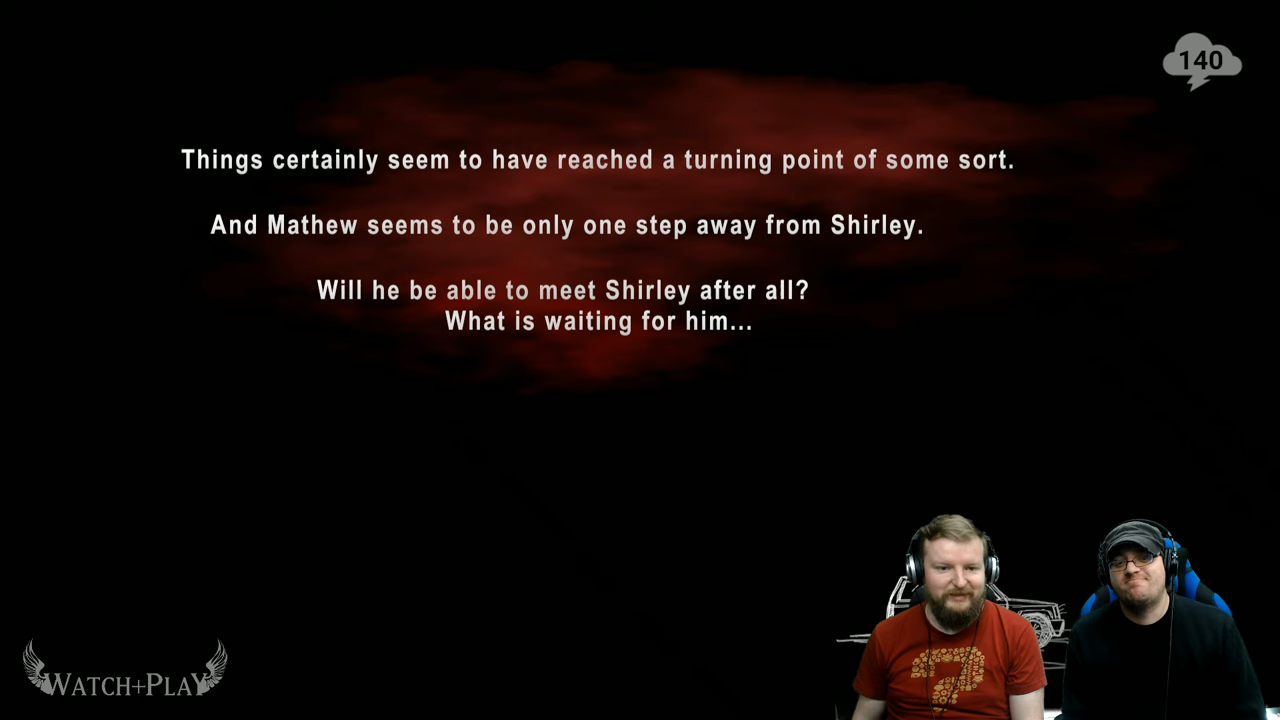 140
Things certainly seem to have reached a turning point of some sort.
And Mathew seems to be only one step away from Shirley.
Will he be able to meet Shirley after all?
What is waiting for him...
WATCH+PLAY